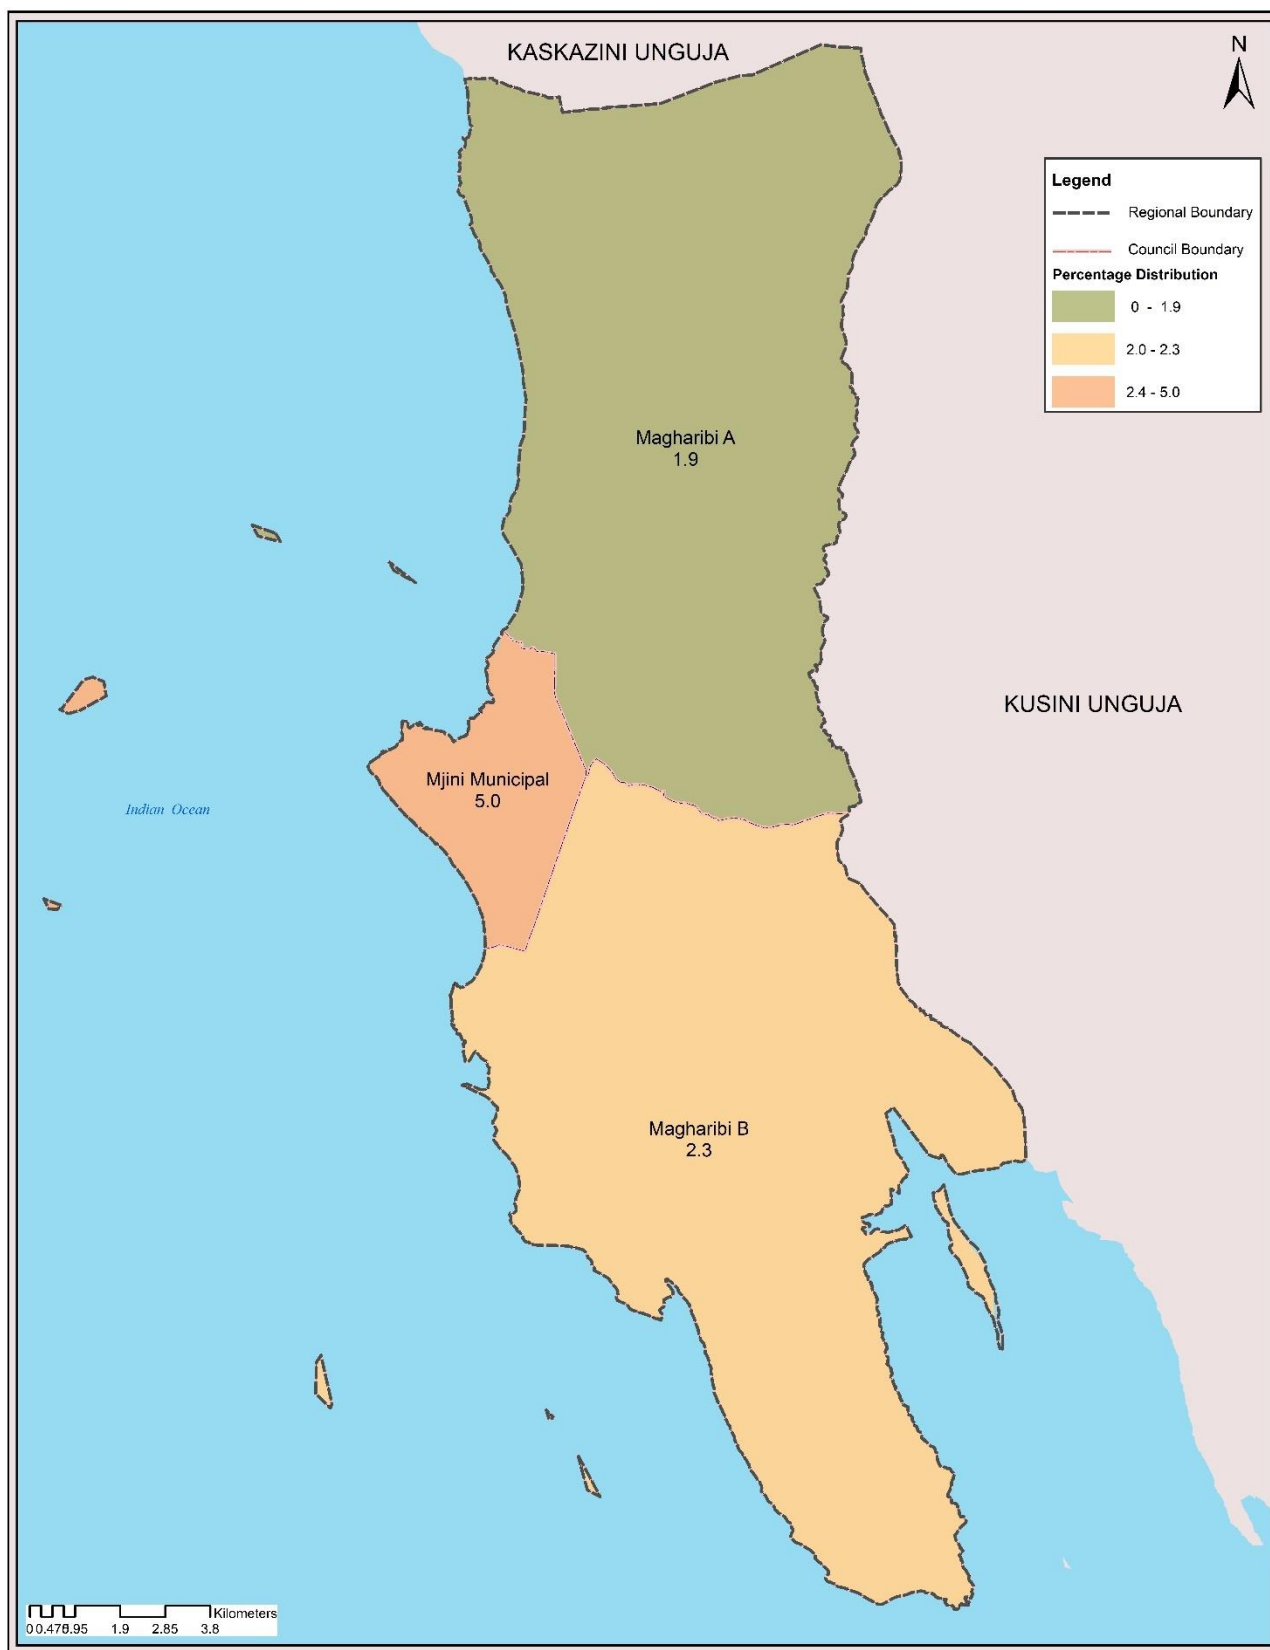 KASKAZINI UNGUJA
N
Legend
Regional Boundary
Council Boundary
Percentage Distribution
0 - 1.9
2.0 - 2.3
2.4 - 5.0
Magharibi A
1.9
KUSINI UNGUJA
Mjini Municipal
5.0
Indian Ocean
Magharibi B
2.3
Kilometers
0 1.9 2.85 3.8